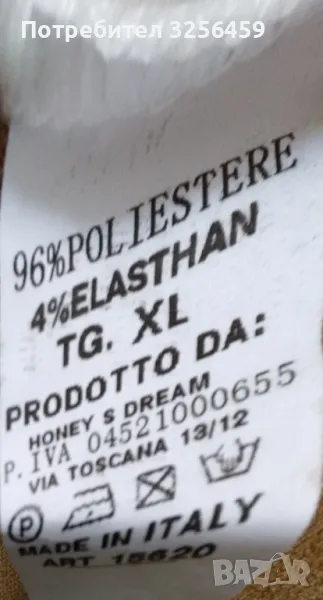 Потребител 3256459
96%POLIESTERE
4%ELASTHAN
TG. XL
PRODOTTO DA:
HONEY S DREAM
P.IVA 04521000655
VIA TOSCANA 13/12
P
MADE IN ITALY
ART 15620
BAZAR